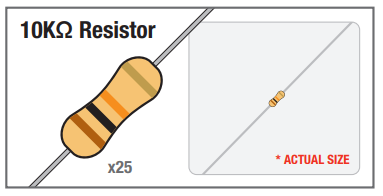 10KΩ Resistor
x25
* ACTUAL SIZE